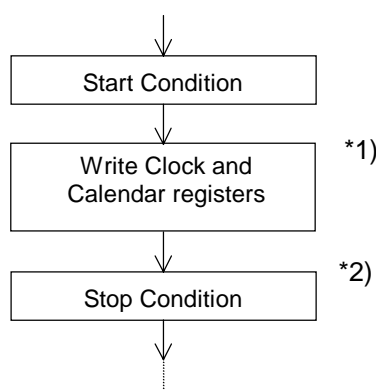 Start Condition
*1)
Write Clock and
Calendar registers
*2)
Stop Condition